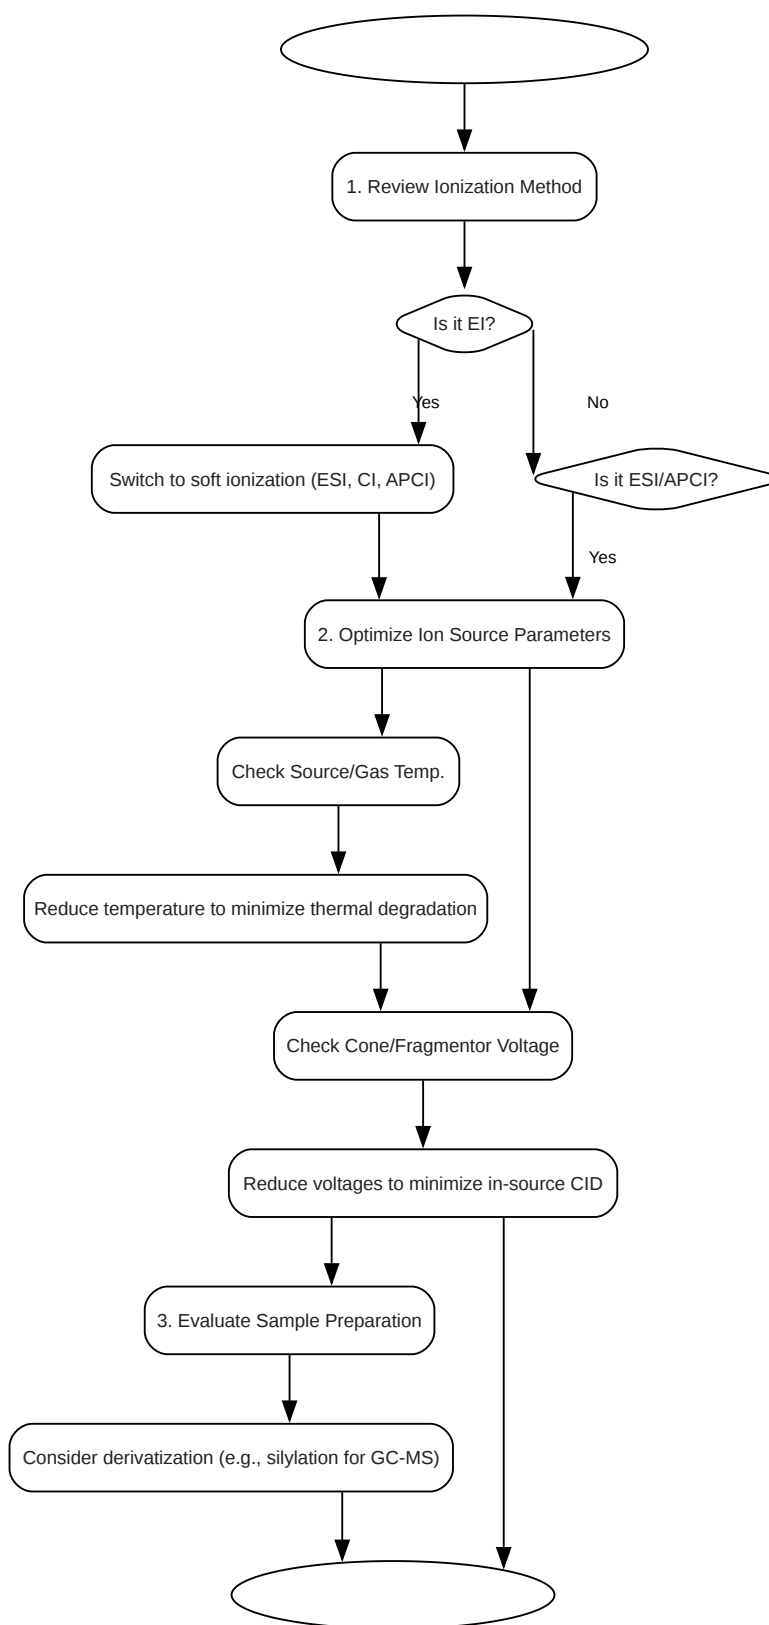 1. Review Ionization Method
Is it EI?
Yes
No
Switch to soft ionization (ESI, CI, APCI)
Is it ESI/APCI?
Yes
2. Optimize Ion Source Parameters
Check Source/Gas Temp.
Reduce temperature to minimize thermal degradation
Check Cone/Fragmentor Voltage
Reduce voltages to minimize in-source CID
3. Evaluate Sample Preparation
Consider derivatization (e.g., silylation for GC-MS)